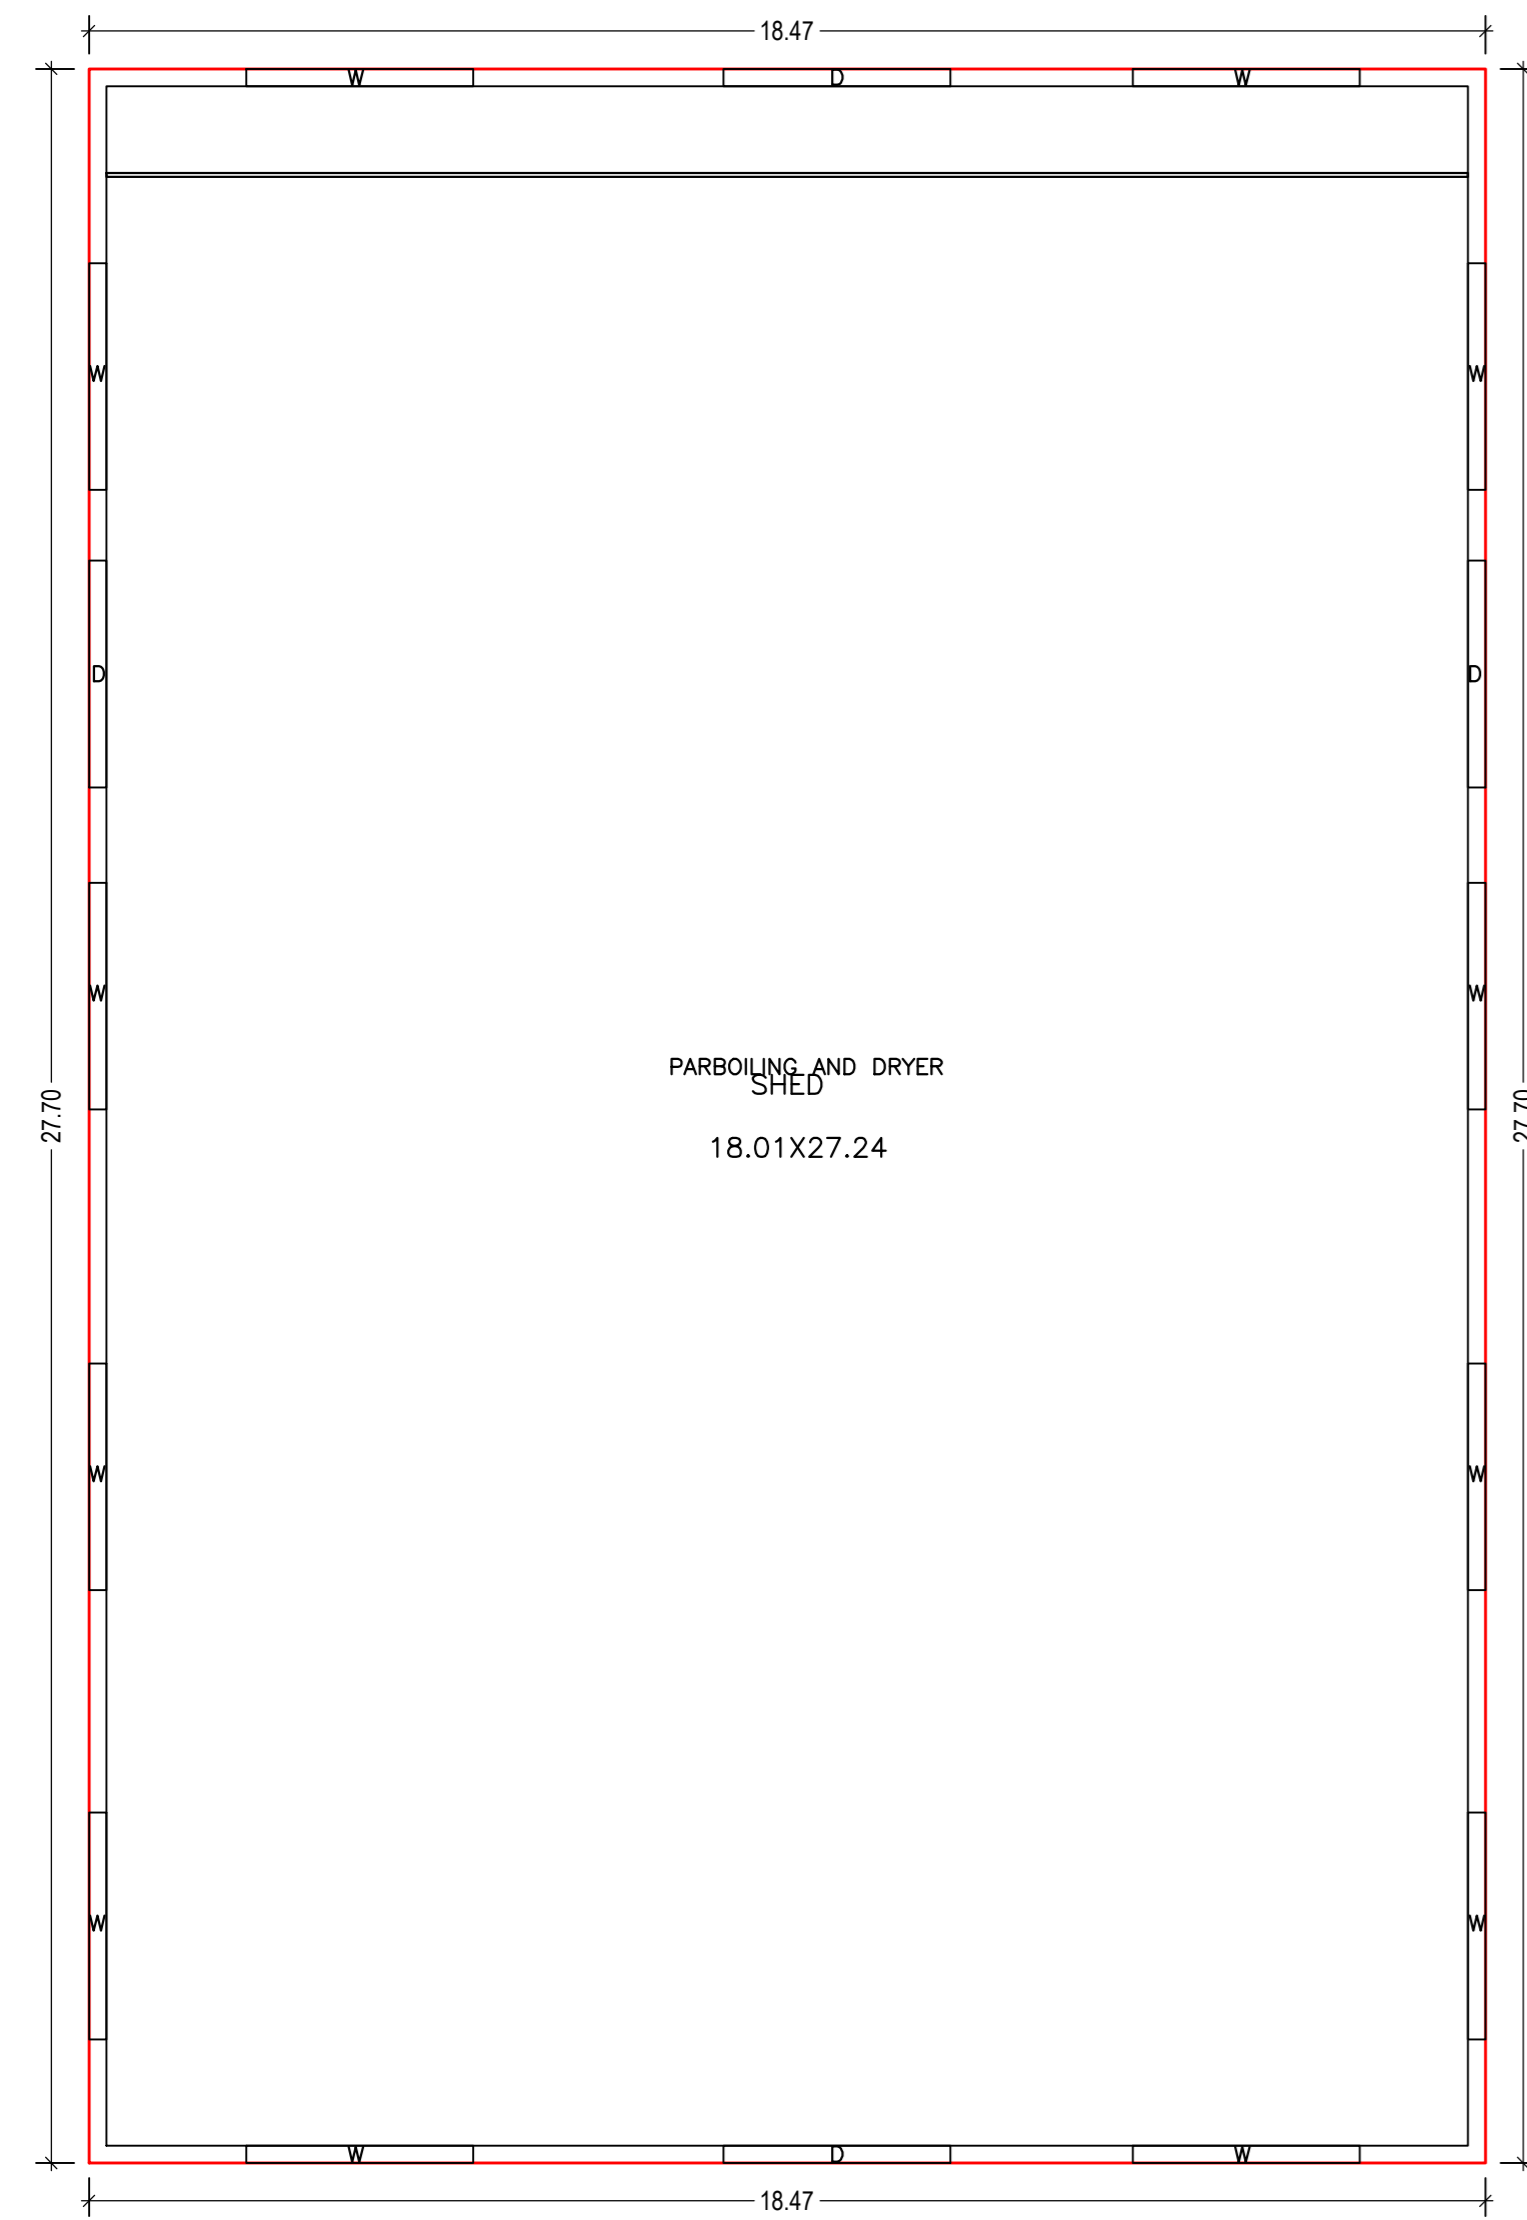 18.47
W D W
W W
D D
W W
PARBOILING AND DRYER
SHED
27.70 27.70
18.01X27.24
W W
W W
W D W
18.47